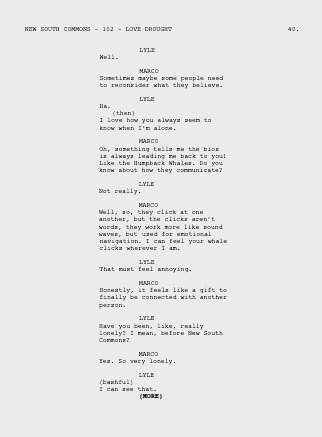 NEW SOUTH COMMONS - 102 - LOVE DROUGHT 40.
LYLE
Well.
MARCO
Sometimes maybe some people need
to reconsider what they believe.
LYLE
Ha.
(then)
I love how you always seem to
know when I'm alone.
MARCO
Oh, something tells me the bios
is always leading me back to you!
Like the Humpback Whales. Do you
know about how they communicate?
LYLE
Not really.
MARCO
Well, so, they click at one
another, but the clicks aren't
words, they work more like sound
waves, but used for emotional
navigation. I can feel your whale
clicks wherever I am.
LYLE
That must feel annoying.
MARCO
Honestly, it feels like a gift to
finally be connected with another
person.
LYLE
Have you been, like, really
lonely? I mean, before New South
Commons?
MARCO
Yes. So very lonely.
LYLE
(bashful)
I can see that.
(MORE)